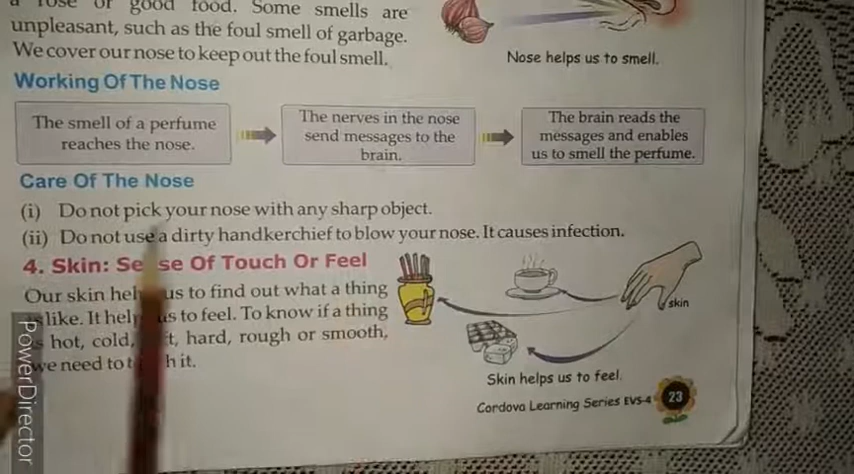 a rose or good food. Some smells are
unpleasant, such as the foul smell of garbage.
We cover our nose to keep out the foul smell.
Nose helps us to smell.
Working Of The Nose
The smell of a perfume
reaches the nose.
The nerves in the nose
send messages to the
brain.
The brain reads the
messages and enables
us to smell the perfume.
Care Of The Nose
(i) Do not pick your nose with any sharp object.
(ii) Do not use a dirty handkerchief to blow your nose. It causes infection.
4. Skin: Se se Of Touch Or Feel
Our skin hel us to find out what a thing
like. It hel us to feel. To know if a thing
hot, cold, t, hard, rough or smooth,
we need to t h it.
skin
Skin helps us to feel.
Cordova Learning Series EVS-4
23
PowerDirector